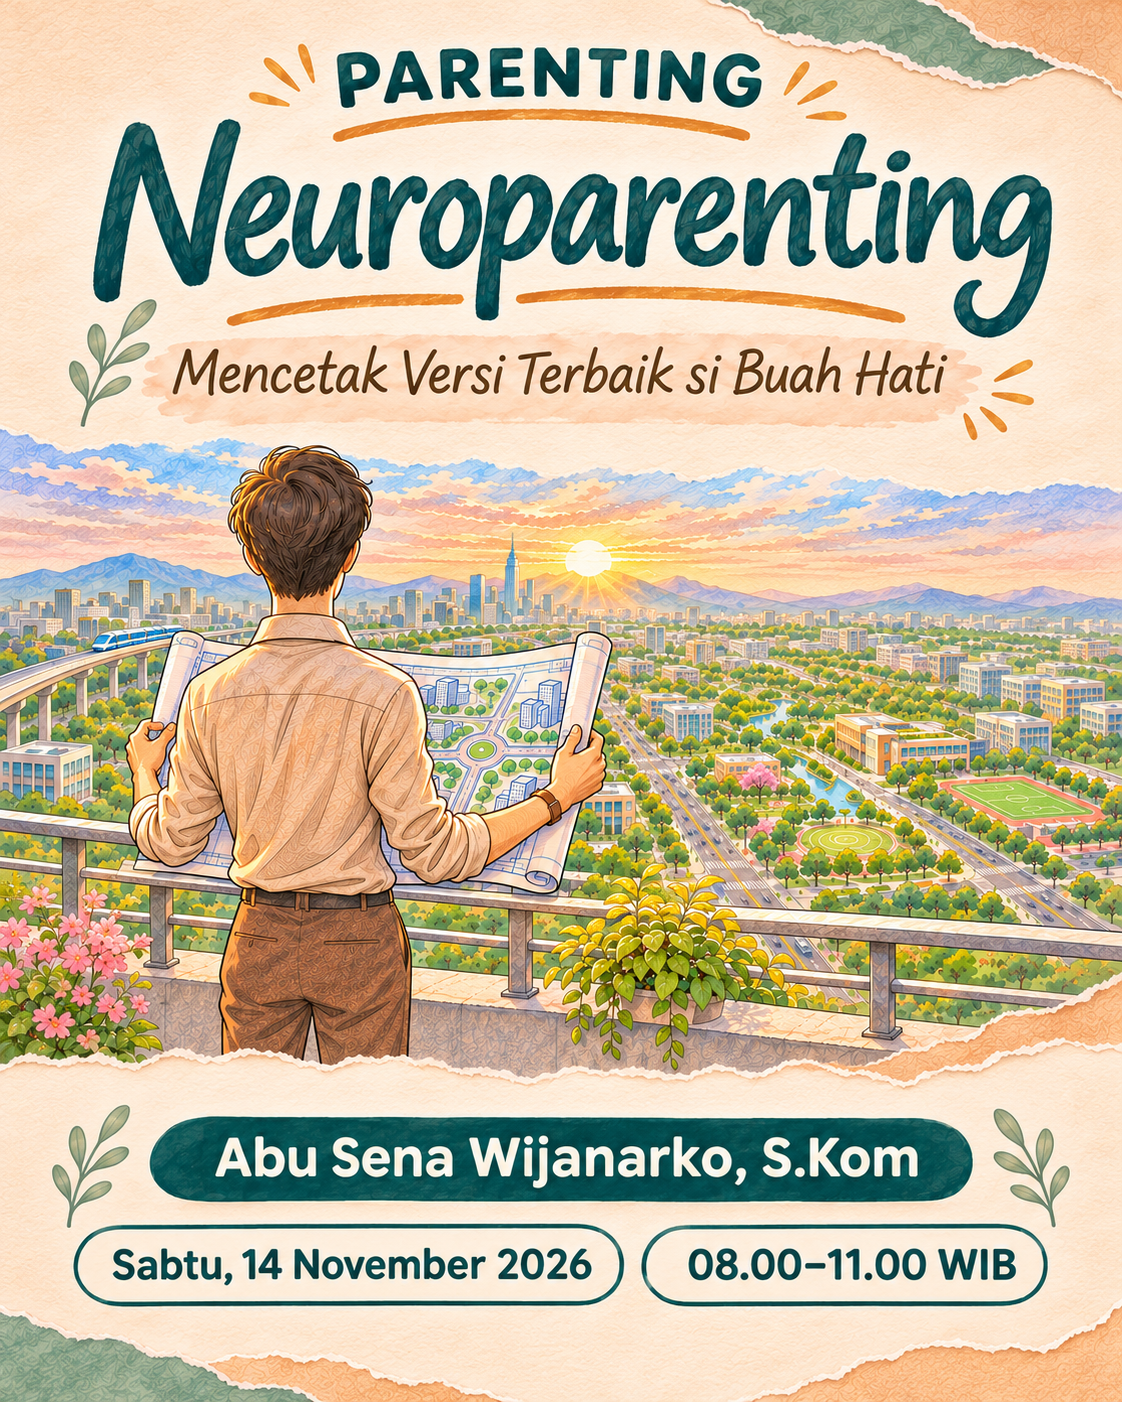 PARENTING
Neuroparenting
Mencetak Versi Terbaik si Buah Hati
Abu Sena Wijanarko, S.Kom
Sabtu, 14 November 2026
08.00–11.00 WIB